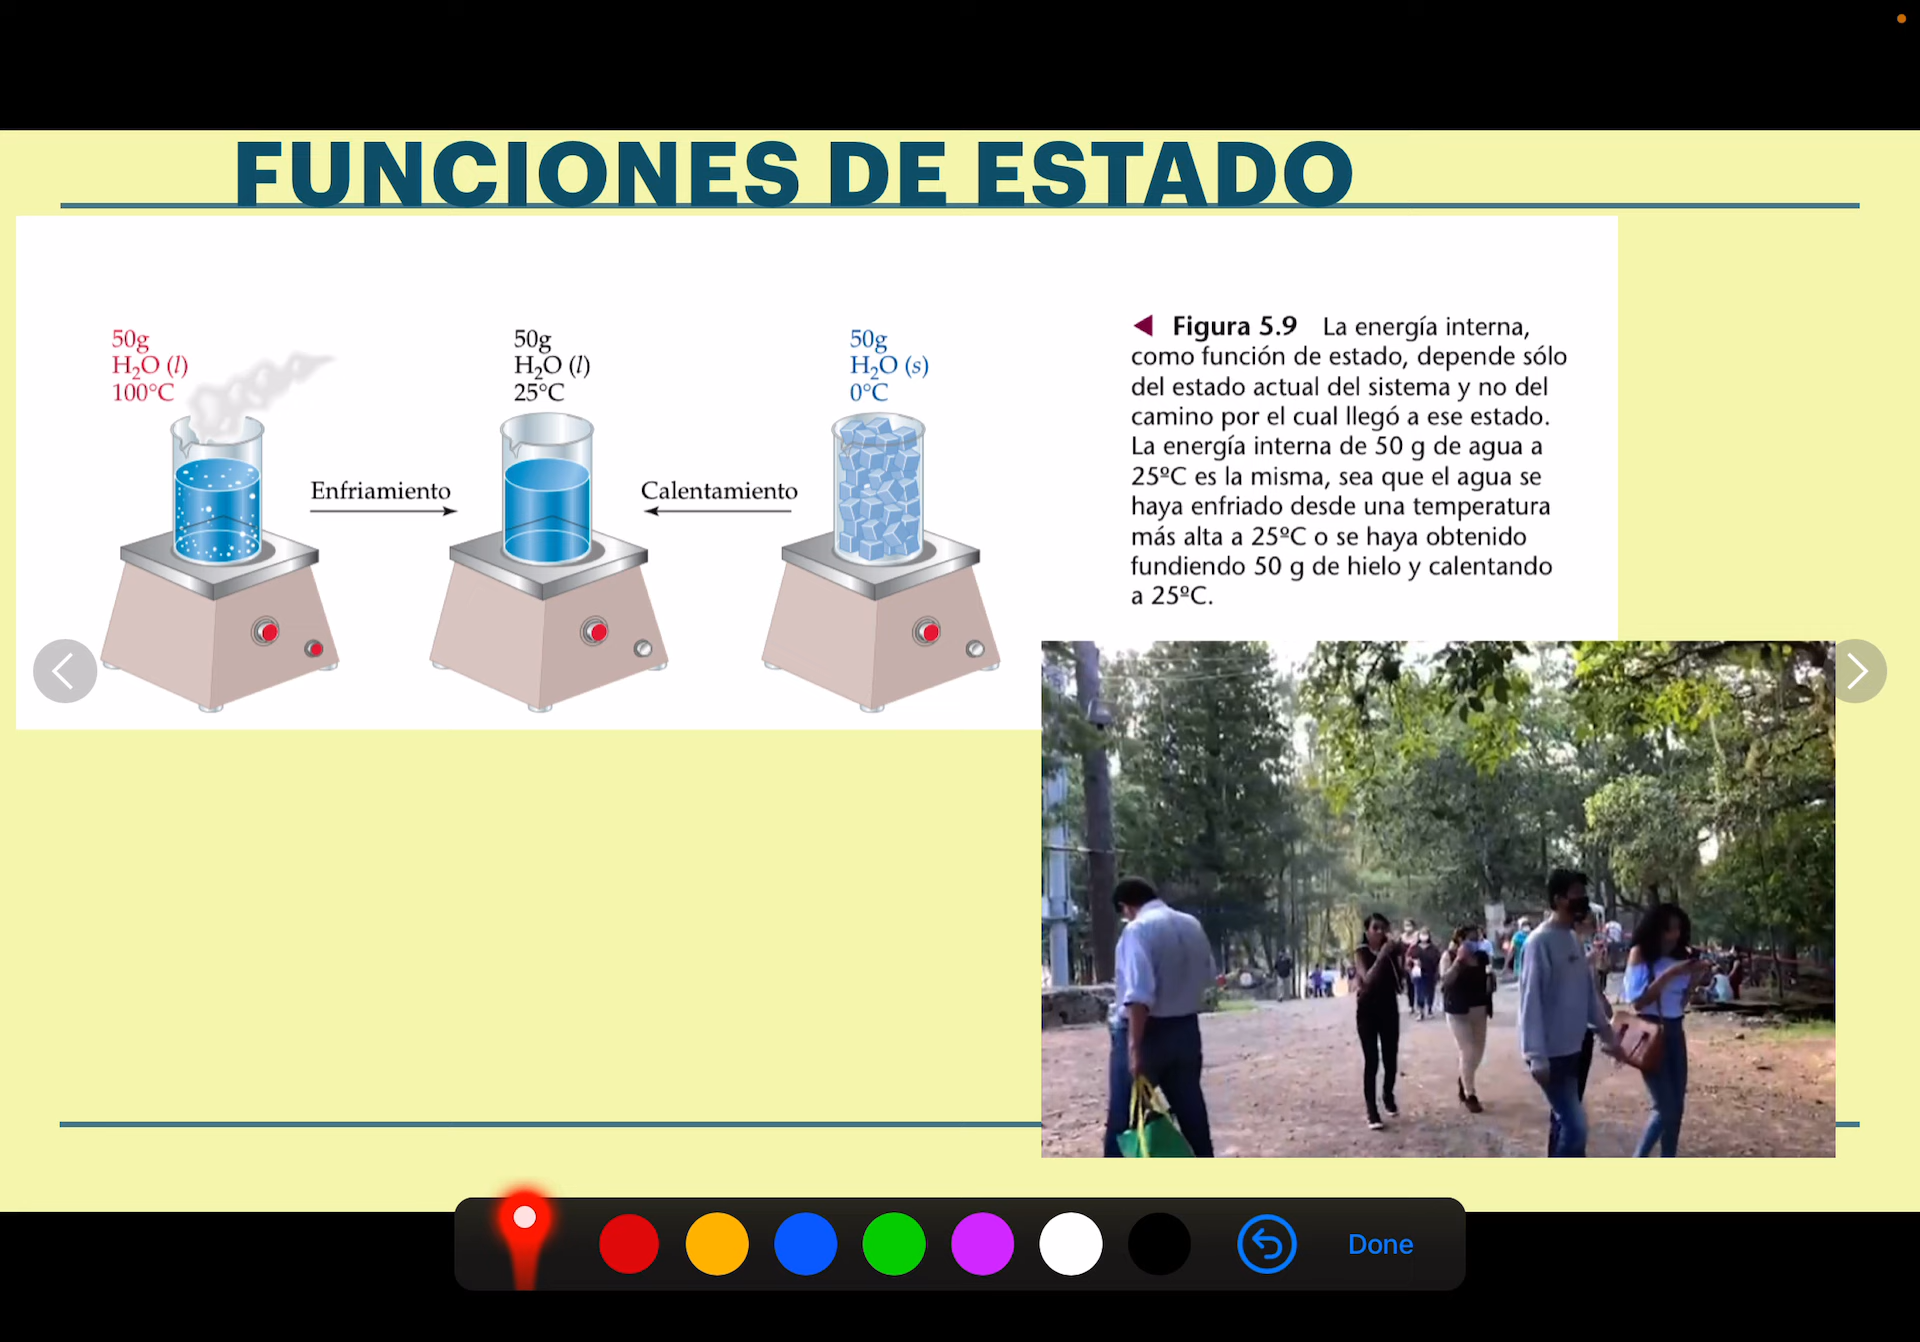 FUNCIONES DE ESTADO
50g
H₂O (l)
100°C
Enfriamiento
50g
H₂O (l)
25°C
Calentamiento
50g
H₂O (s)
0°C
◀ Figura 5.9 La energía interna,
como función de estado, depende sólo
del estado actual del sistema y no del
camino por el cual llegó a ese estado.
La energía interna de 50 g de agua a
25ºC es la misma, sea que el agua se
haya enfriado desde una temperatura
más alta a 25ºC o se haya obtenido
fundiendo 50 g de hielo y calentando
a 25ºC.
Done